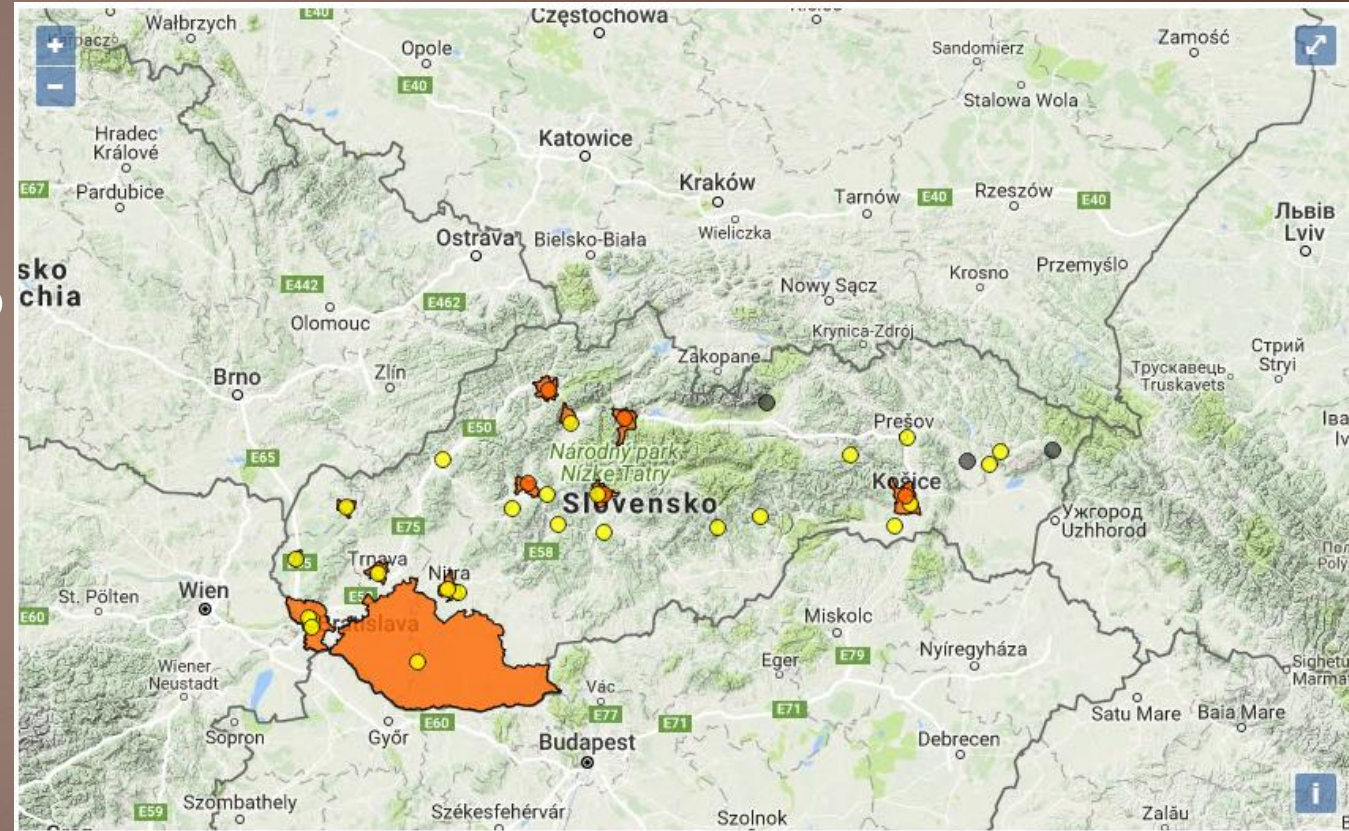 E40
Częstochowa
Wałbrzych
Karpacz
+
Opole
Sandomierz
Zamość
−
E40
Stalowa Wola
Hradec
Králové
Katowice
E67
Pardubice
Kraków
Tarnów
E40
Rzeszów
E40
Wieliczka
Львів
Lviv
Ostrava
Bielsko-Biała
sko
chia
Krosno
Przemyśl
E442
E462
Nowy Sącz
Olomouc
Krynica-Zdrój
Zakopane
Стрий
Stryi
Трускавець
Truskavets
Brno
Zlín
E50
Prešov
Národný park
Nízke Tatry
E65
Košice
Slovensko
E75
Ужгород
Uzhhorod
E58
Trnava
Nitra
Wien
St. Pölten
E60
Bratislava
Miskolc
Wiener
Neustadt
Eger
E79
Nyíregyháza
Vác
Satu Mare
Baia Mare
Sopron
Győr
E60
E77
E71
E71
Budapest
Debrecen
E59
Szombathely
Székesfehérvár
Szolnok
Zalău
i